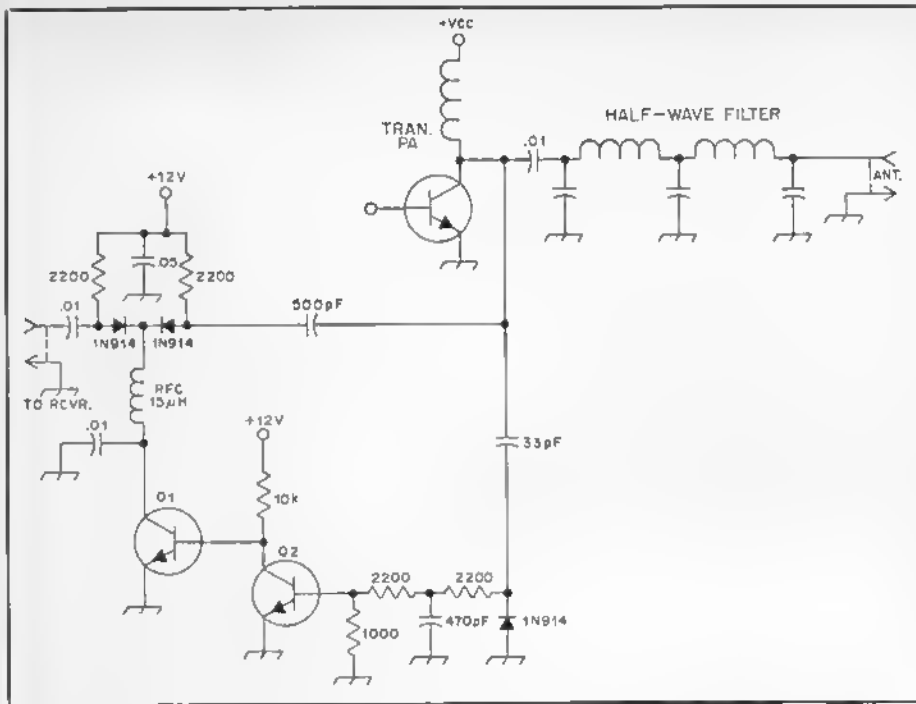 +VCC
TRAN.
PA
HALF-WAVE FILTER
.01
ANT.
+12V
.05
2200
2200
.01
1N914
1N914
500pF
RFC
15µH
TO RCVR.
.01
+12V
10k
33pF
Q1
Q2
2200
2200
1000
470pF
1N914